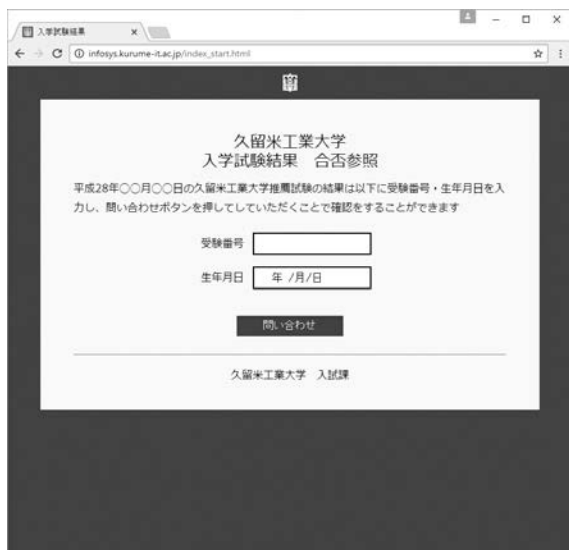 入学試験結果
infosys.kurume-it.ac.jp/index_start.html
久留米工業大学
入学試験結果　合否参照
平成28年○○月○○日の久留米工業大学推薦試験の結果は以下に受験番号・生年月日を入
力し、問い合わせボタンを押してしていただくことで確認をすることができます
受験番号
生年月日　年 /月/日
問い合わせ
久留米工業大学　入試課